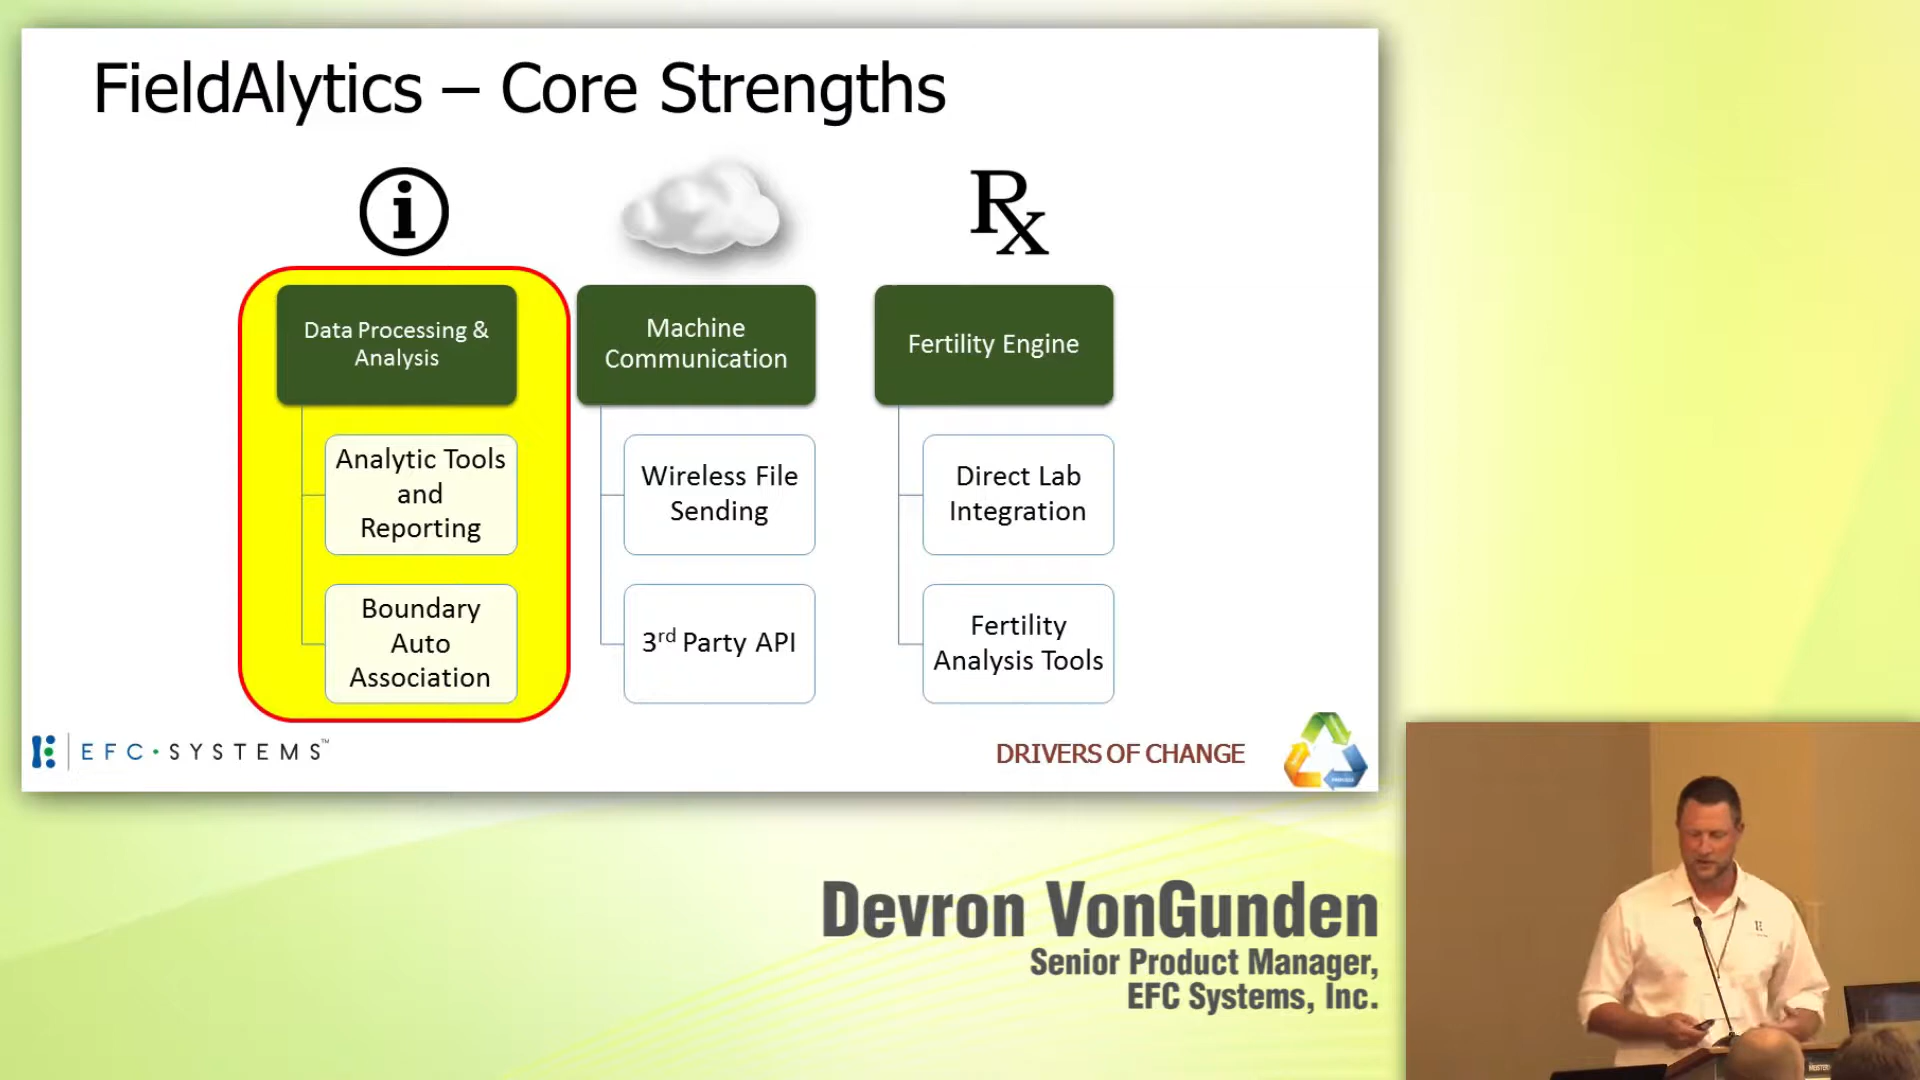 FieldAlytics – Core Strengths
i
Rx
Data Processing &
Analysis
Analytic Tools
and
Reporting
Boundary
Auto
Association
Machine
Communication
Wireless File
Sending
3rd Party API
Fertility Engine
Direct Lab
Integration
Fertility
Analysis Tools
EFC·SYSTEMS™
DRIVERS OF CHANGE
Devron VonGunden
Senior Product Manager,
EFC Systems, Inc.